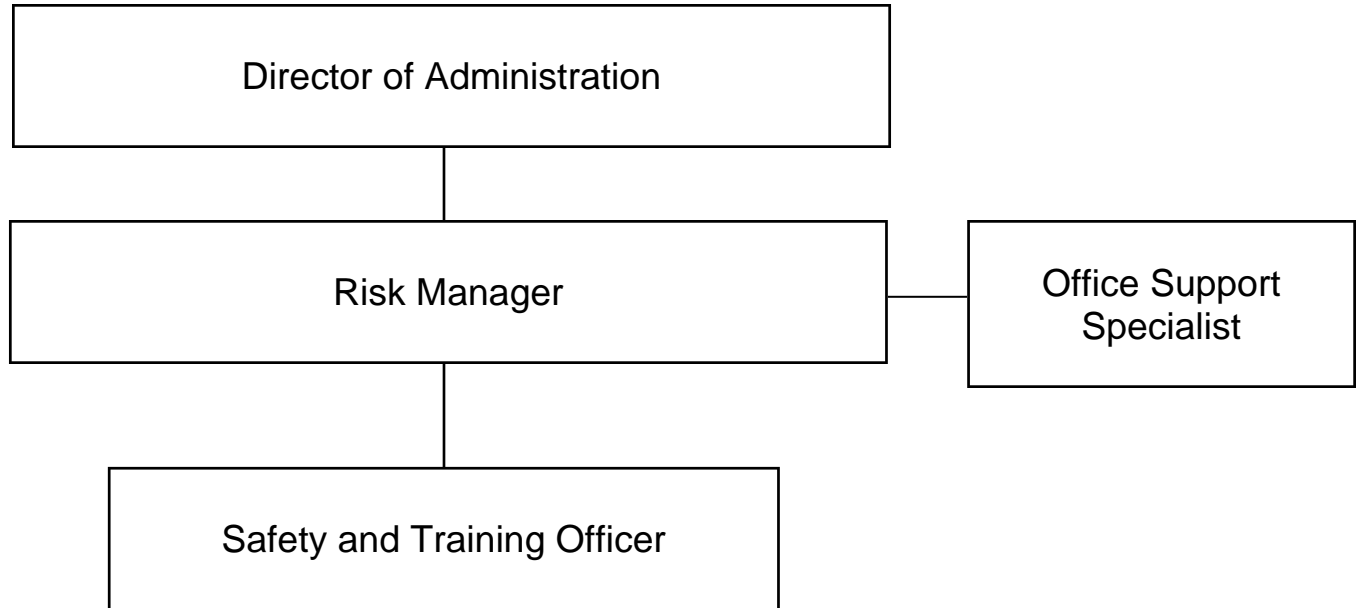 Director of Administration
Risk Manager
Office Support
Specialist
Safety and Training Officer